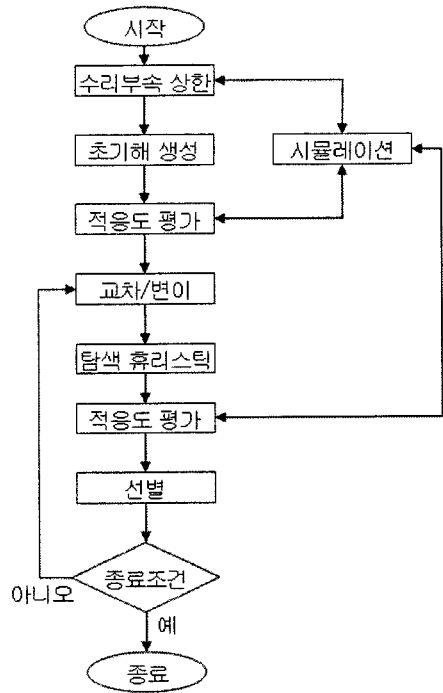 시작
수리부속 상한
초기해 생성
시뮬레이션
적응도 평가
교차/변이
탐색 휴리스틱
적응도 평가
선별
종료조건
아니오
예
종료